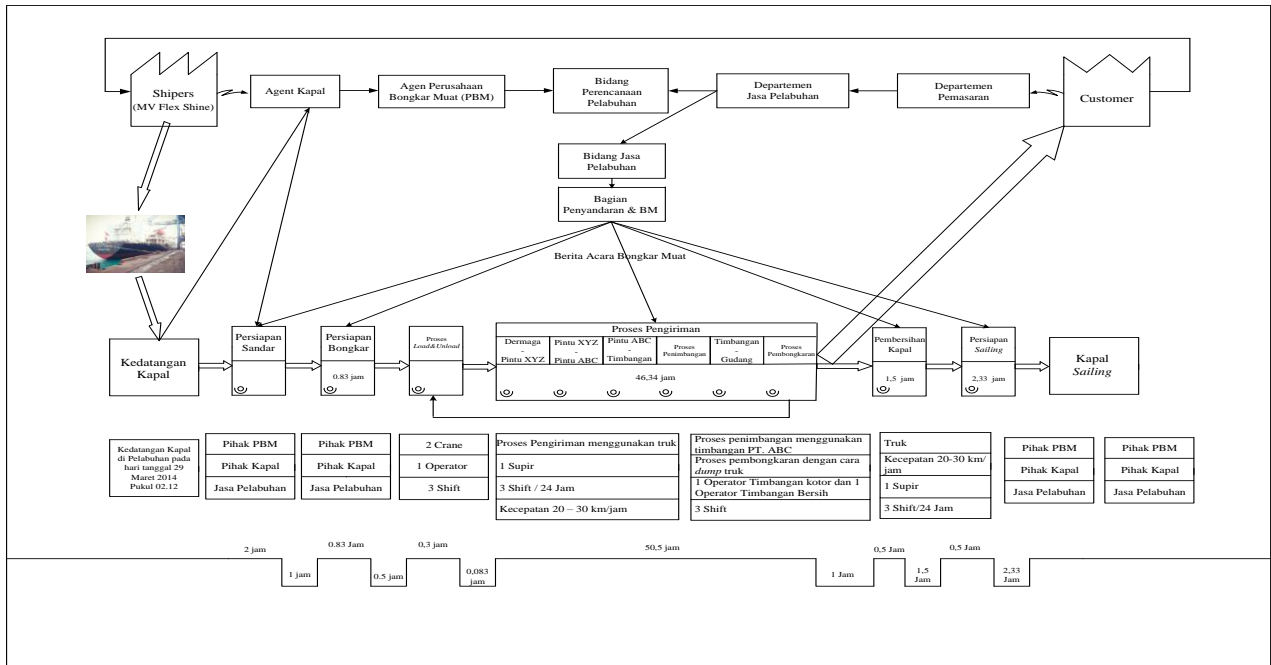 Shipers
(MV Flex Shine)
Agent Kapal
Agen Perusahaan
Bongkar Muat (PBM)
Bidang
Perencanaan
Pelabuhan
Departemen
Jasa Pelabuhan
Departemen
Pemasaran
Customer
Bidang Jasa
Pelabuhan
Bagian
Penyandaran & BM
Berita Acara Bongkar Muat
Kedatangan
Kapal
Persiapan
Sandar
Persiapan
Bongkar
0.83 jam
Proses
Load&Unload
Proses Pengiriman
Dermaga
-
Pintu XYZ
Pintu XYZ
-
Pintu ABC
Pintu ABC
-
Timbangan
Proses
Penimbangan
Timbangan
-
Gudang
Proses
Pembongkaran
46,34 jam
Pembersihan
Kapal
1,5 jam
Persiapan
Sailing
2,33 jam
Kapal
Sailing
Kedatangan Kapal
di Pelabuhan pada
hari tanggal 29
Maret 2014
Pukul 02.12
Pihak PBM
Pihak Kapal
Jasa Pelabuhan
Pihak PBM
Pihak Kapal
Jasa Pelabuhan
2 Crane
1 Operator
3 Shift
Proses Pengiriman menggunakan truk
1 Supir
3 Shift / 24 Jam
Kecepatan 20 – 30 km/jam
Proses penimbangan menggunakan
timbangan PT. ABC
Proses pembongkaran dengan cara
dump truk
1 Operator Timbangan kotor dan 1
Operator Timbangan Bersih
3 Shift
Truk
Kecepatan 20-30 km/
jam
1 Supir
3 Shift/24 Jam
Pihak PBM
Pihak Kapal
Jasa Pelabuhan
Pihak PBM
Pihak Kapal
Jasa Pelabuhan
2 jam
1 jam
0.83 Jam
0.5 jam
0,3 jam
0,083
jam
50,5 jam
1 Jam
0,5 Jam
1,5
Jam
0,5 Jam
2,33
Jam